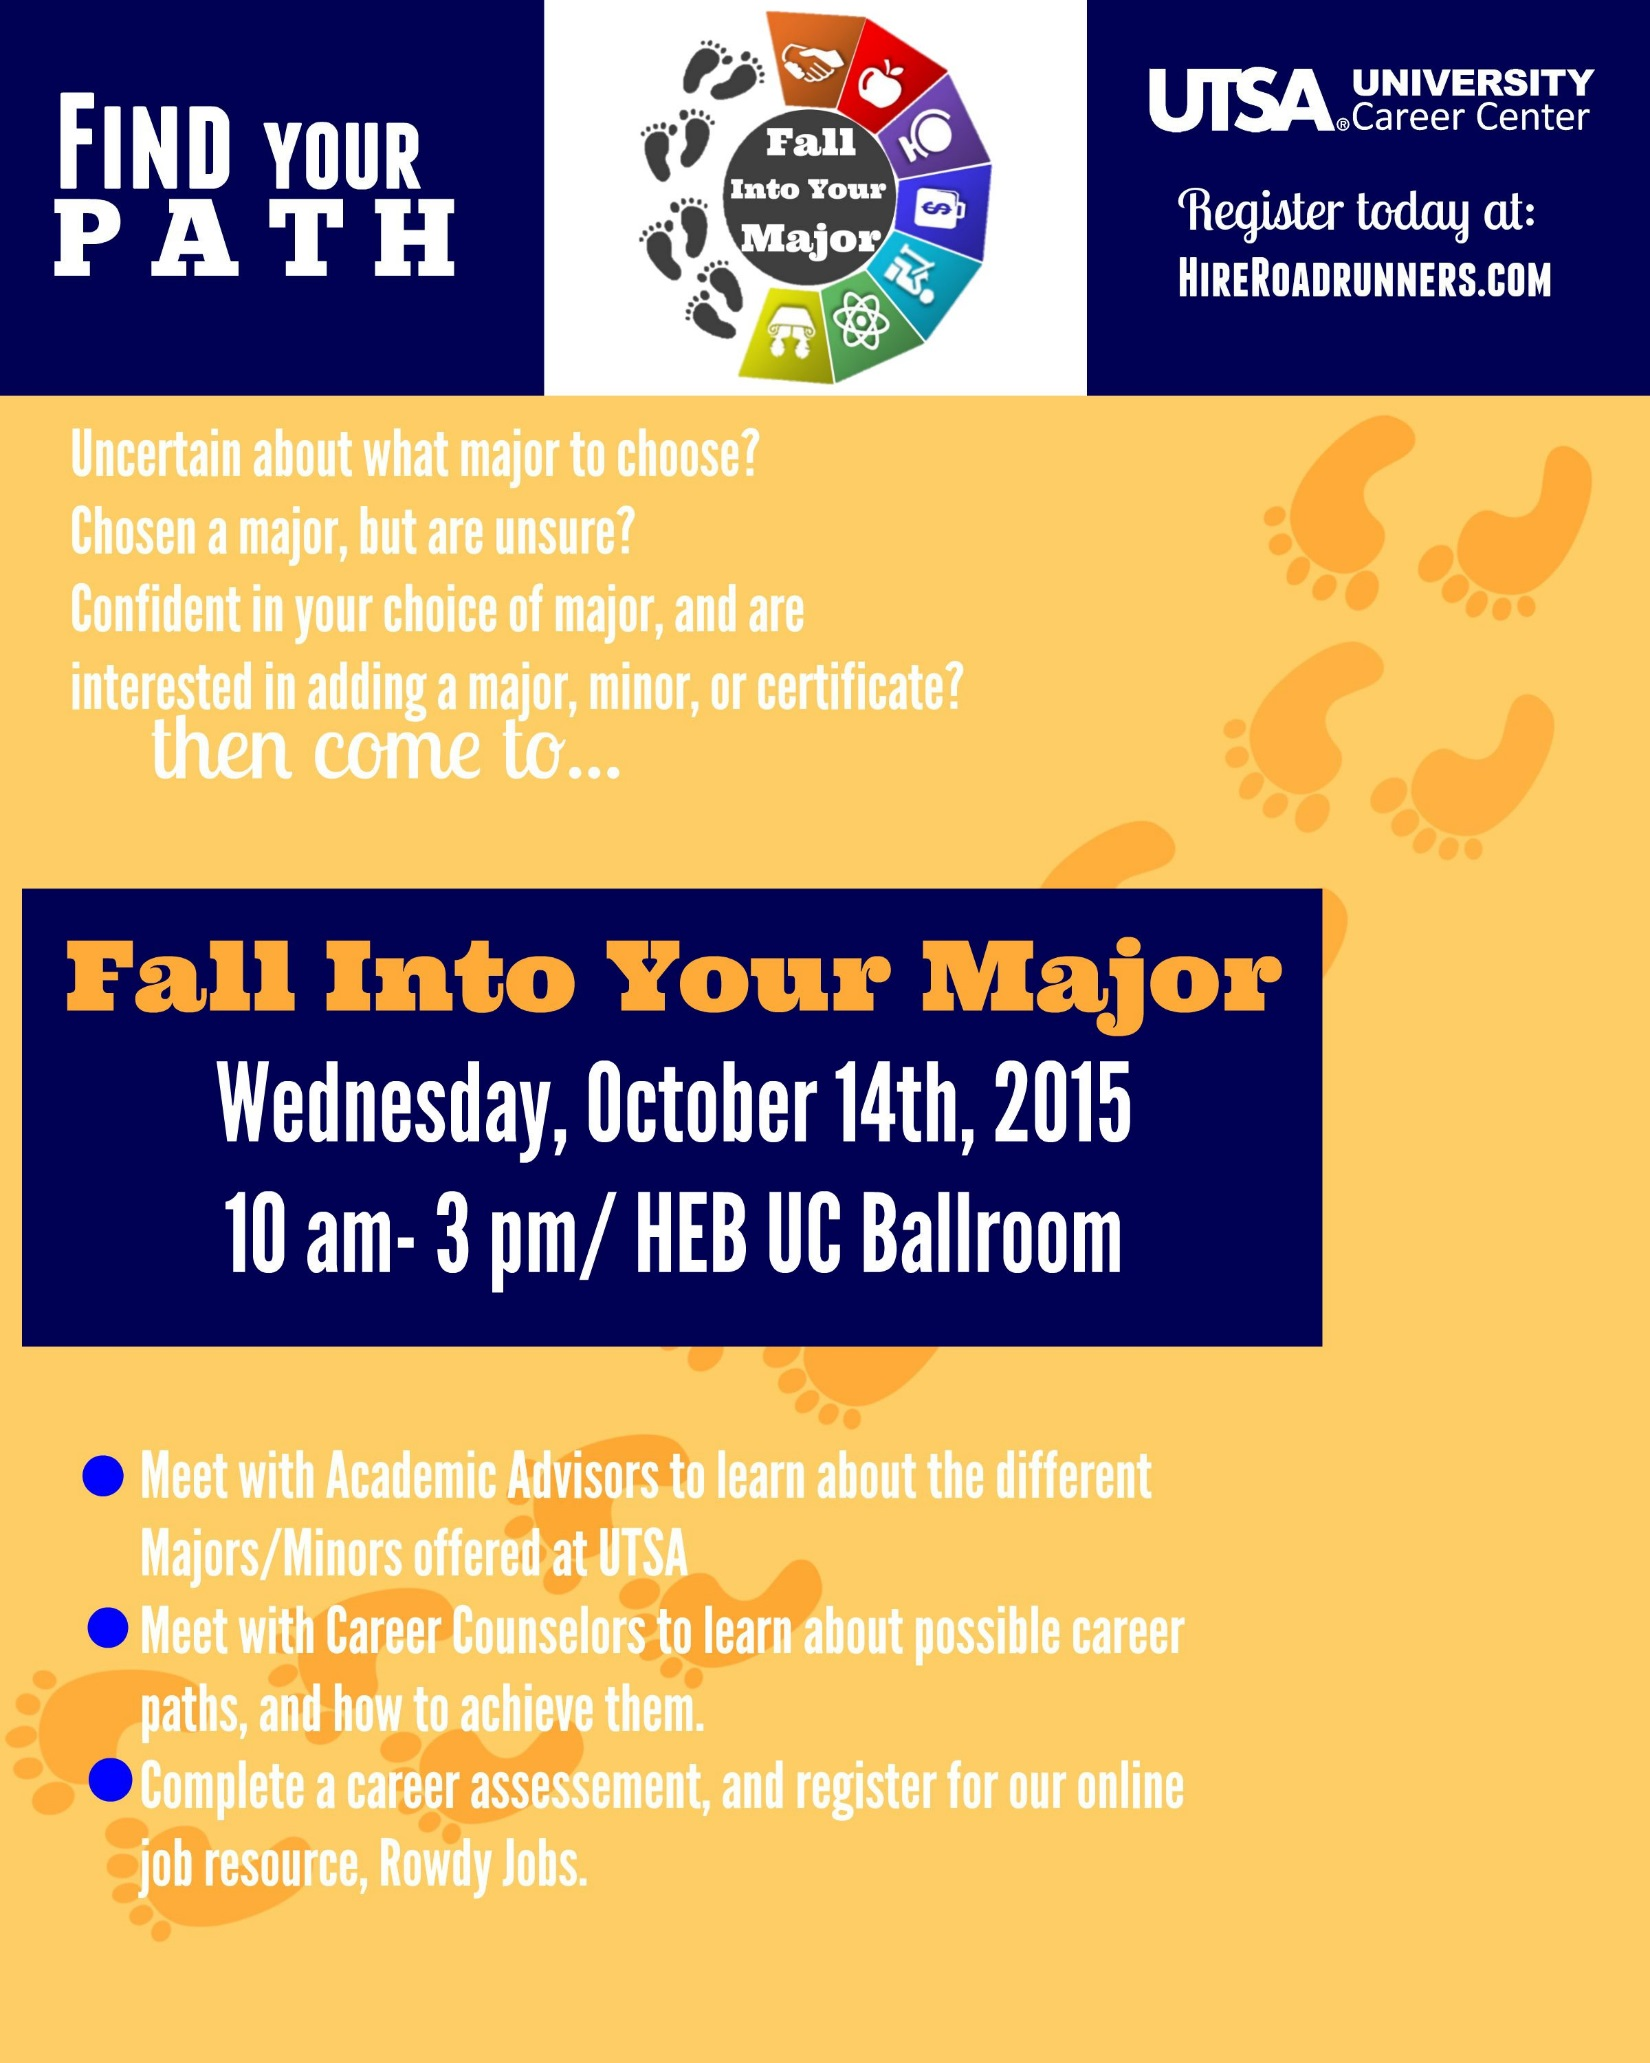 FIND YOUR
PATH
Fall
Into Your
Major
UTSA® UNIVERSITY
Career Center
Register today at:
HIREROADRUNNERS.COM
Uncertain about what major to choose?
Chosen a major, but are unsure?
Confident in your choice of major, and are
interested in adding a major, minor, or certificate?
then come to...
Fall Into Your Major
Wednesday, October 14th, 2015
10 am- 3 pm/ HEB UC Ballroom
Meet with Academic Advisors to learn about the different
Majors/Minors offered at UTSA
Meet with Career Counselors to learn about possible career
paths, and how to achieve them.
Complete a career assessement, and register for our online
job resource, Rowdy Jobs.